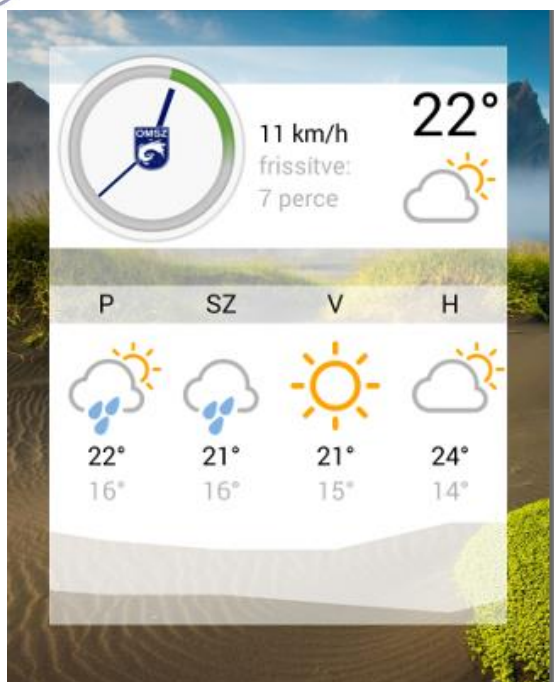 OMSZ
11 km/h
frissítve:
7 perce
22°
P SZ V H
22° 21° 21° 24°
16° 16° 15° 14°